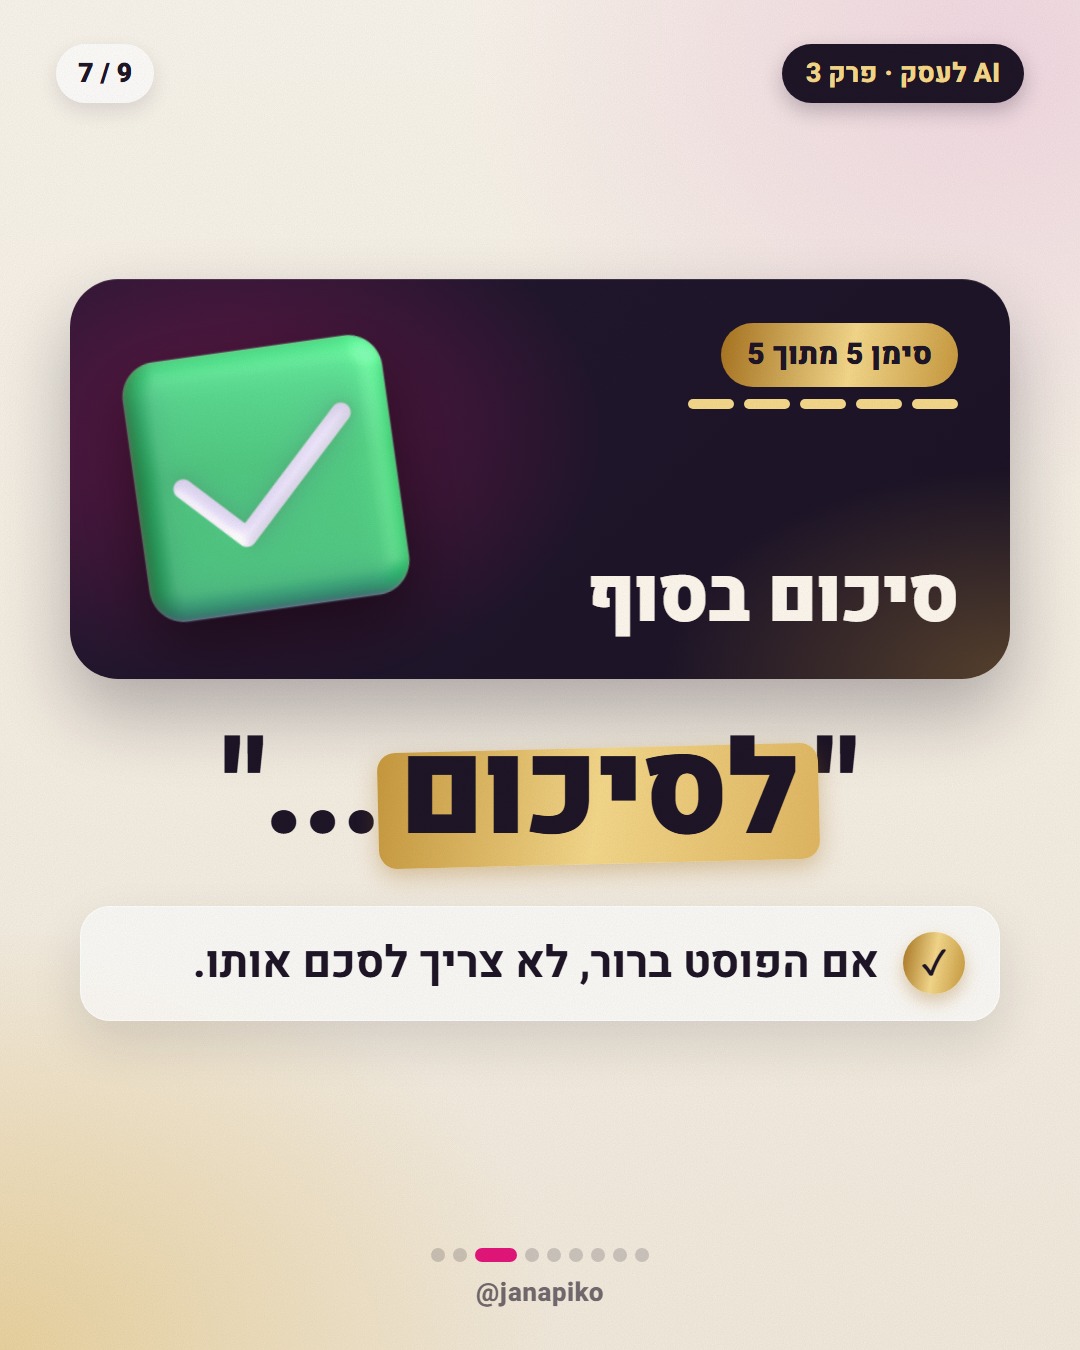 AI לעסק · פרק 3
7 / 9
סימן 5 מתוך 5
סיכום בסוף
"לסיכום..."
✓ אם הפוסט ברור, לא צריך לסכם אותו.
@janapiko